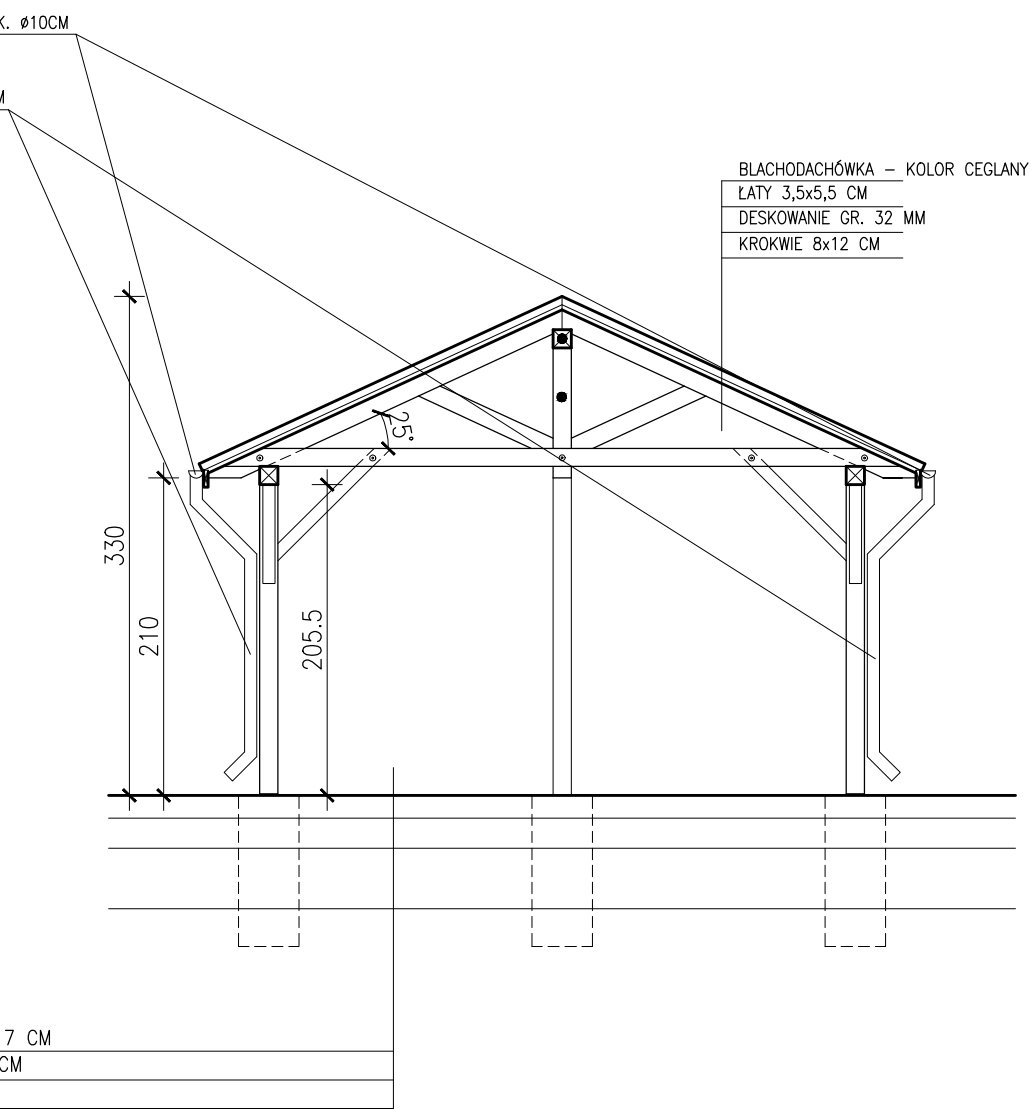 K. ø10CM
M
BLACHODACHÓWKA – KOLOR CEGLANY
ŁATY 3,5x5,5 CM
DESKOWANIE GR. 32 MM
KROKWIE 8x12 CM
25°
330
210
205.5
7 CM
CM